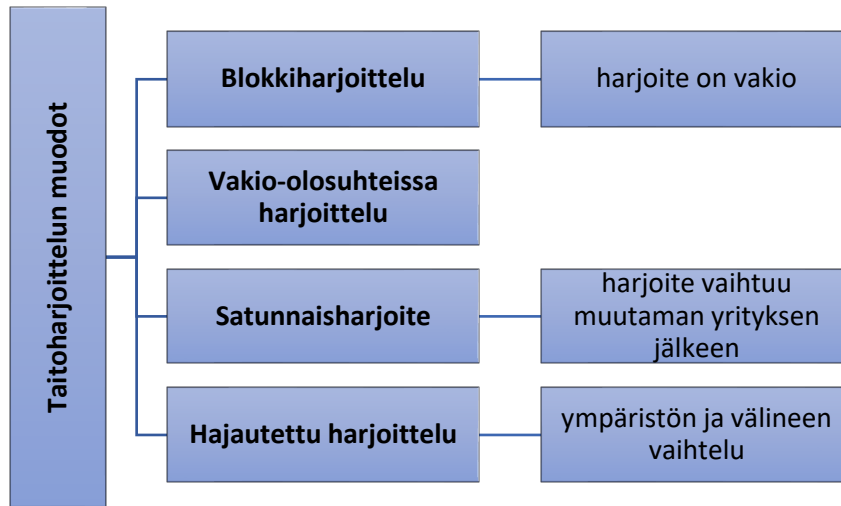 Taitoharjoittelun muodot
Blokkiharjoittelu
harjoite on vakio
Vakio-olosuhteissa
harjoittelu
Satunnaisharjoite
harjoite vaihtuu
muutaman yrityksen
jälkeen
Hajautettu harjoittelu
ympäristön ja välineen
vaihtelu